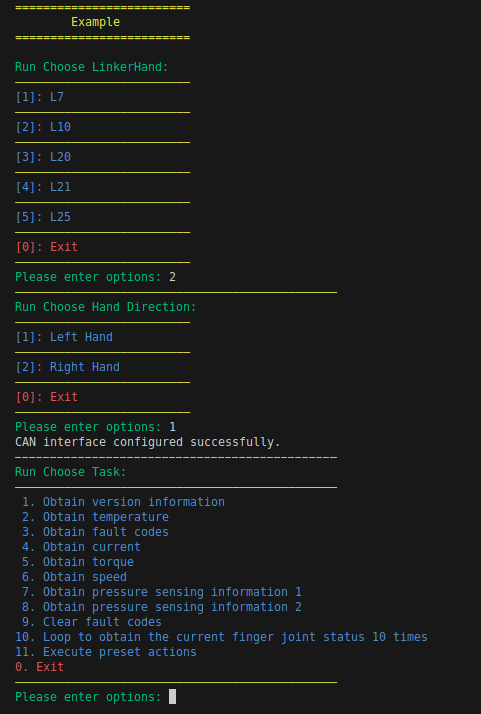 Example
Run Choose LinkerHand:
[1]: L7
[2]: L10
[3]: L20
[4]: L21
[5]: L25
[0]: Exit
Please enter options: 2
Run Choose Hand Direction:
[1]: Left Hand
[2]: Right Hand
[0]: Exit
Please enter options: 1
CAN interface configured successfully.
Run Choose Task:
1. Obtain version information
2. Obtain temperature
3. Obtain fault codes
4. Obtain current
5. Obtain torque
6. Obtain speed
7. Obtain pressure sensing information 1
8. Obtain pressure sensing information 2
9. Clear fault codes
10. Loop to obtain the current finger joint status 10 times
11. Execute preset actions
0. Exit
Please enter options: